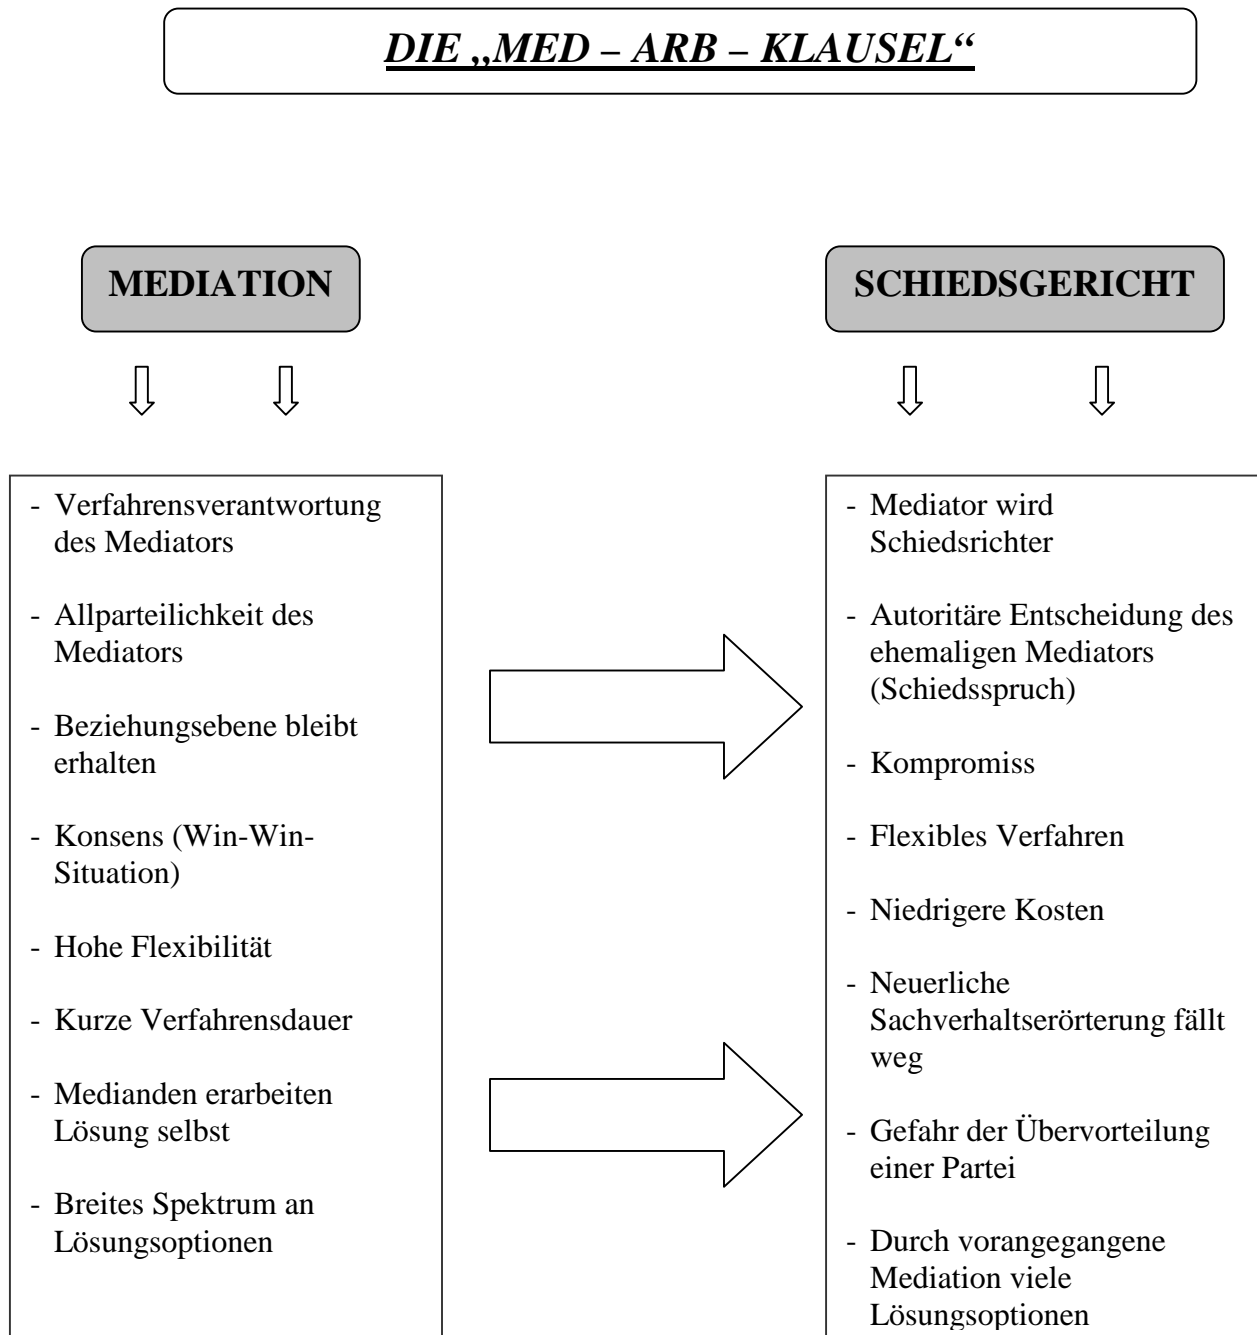 DIE „MED – ARB – KLAUSEL“
MEDIATION
- Verfahrensverantwortung
des Mediators
- Allparteilichkeit des
Mediators
- Beziehungsebene bleibt
erhalten
- Konsens (Win-Win-
Situation)
- Hohe Flexibilität
- Kurze Verfahrensdauer
- Medianden erarbeiten
Lösung selbst
- Breites Spektrum an
Lösungsoptionen
SCHIEDSGERICHT
- Mediator wird
Schiedsrichter
- Autoritäre Entscheidung des
ehemaligen Mediators
(Schiedsspruch)
- Kompromiss
- Flexibles Verfahren
- Niedrigere Kosten
- Neuerliche
Sachverhaltserörterung fällt
weg
- Gefahr der Übervorteilung
einer Partei
- Durch vorangegangene
Mediation viele
Lösungsoptionen